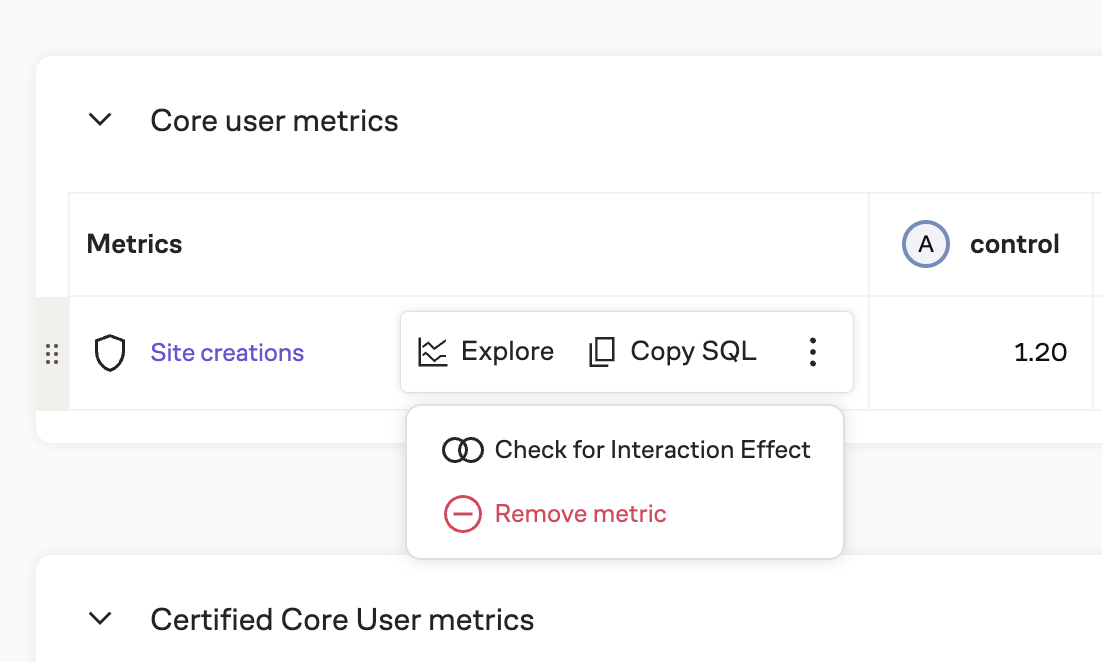 Core user metrics
Metrics
A control
Site creations
Explore
Copy SQL
1.20
Check for Interaction Effect
Remove metric
Certified Core User metrics